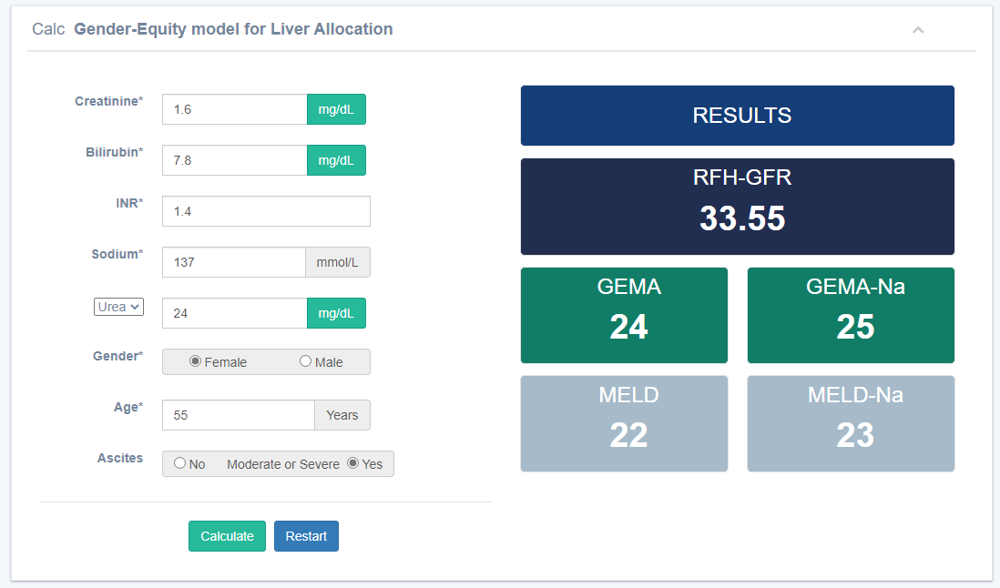 Calc Gender-Equity model for Liver Allocation
Creatinine* 1.6 mg/dL
Bilirubin* 7.8 mg/dL
INR* 1.4
Sodium* 137 mmol/L
Urea 24 mg/dL
Gender* Female Male
Age* 55 Years
Ascites No Moderate or Severe Yes
Calculate Restart
RESULTS
RFH-GFR
33.55
GEMA
24
GEMA-Na
25
MELD
22
MELD-Na
23